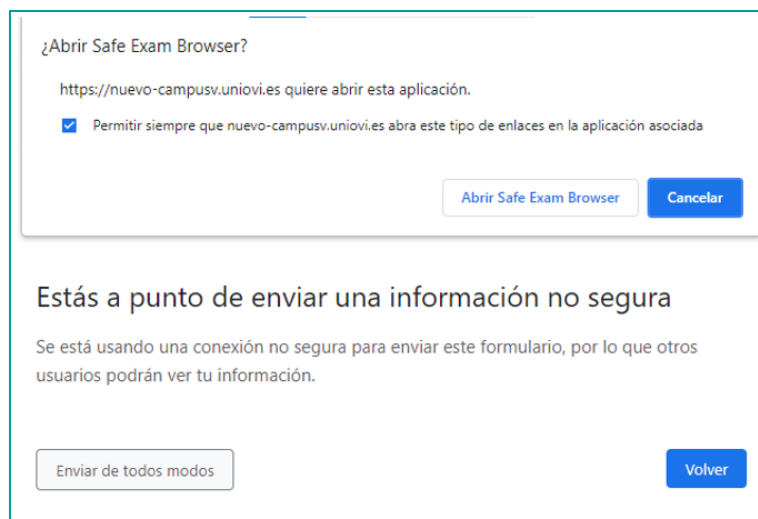 ¿Abrir Safe Exam Browser?
https://nuevo-campusv.uniovi.es quiere abrir esta aplicación.
Permitir siempre que nuevo-campusv.uniovi.es abra este tipo de enlaces en la aplicación asociada
Abrir Safe Exam Browser Cancelar
Estás a punto de enviar una información no segura
Se está usando una conexión no segura para enviar este formulario, por lo que otros
usuarios podrán ver tu información.
Enviar de todos modos Volver